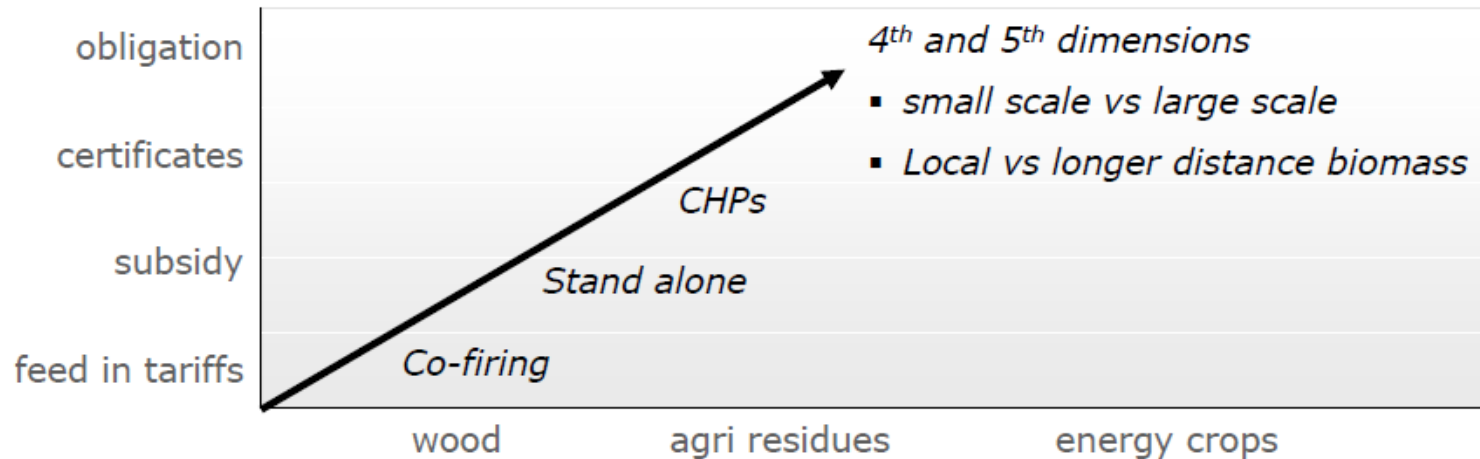 obligation
4th and 5th dimensions
▪ small scale vs large scale
certificates
▪ Local vs longer distance biomass
CHPs
subsidy
Stand alone
feed in tariffs
Co-firing
wood agri residues energy crops